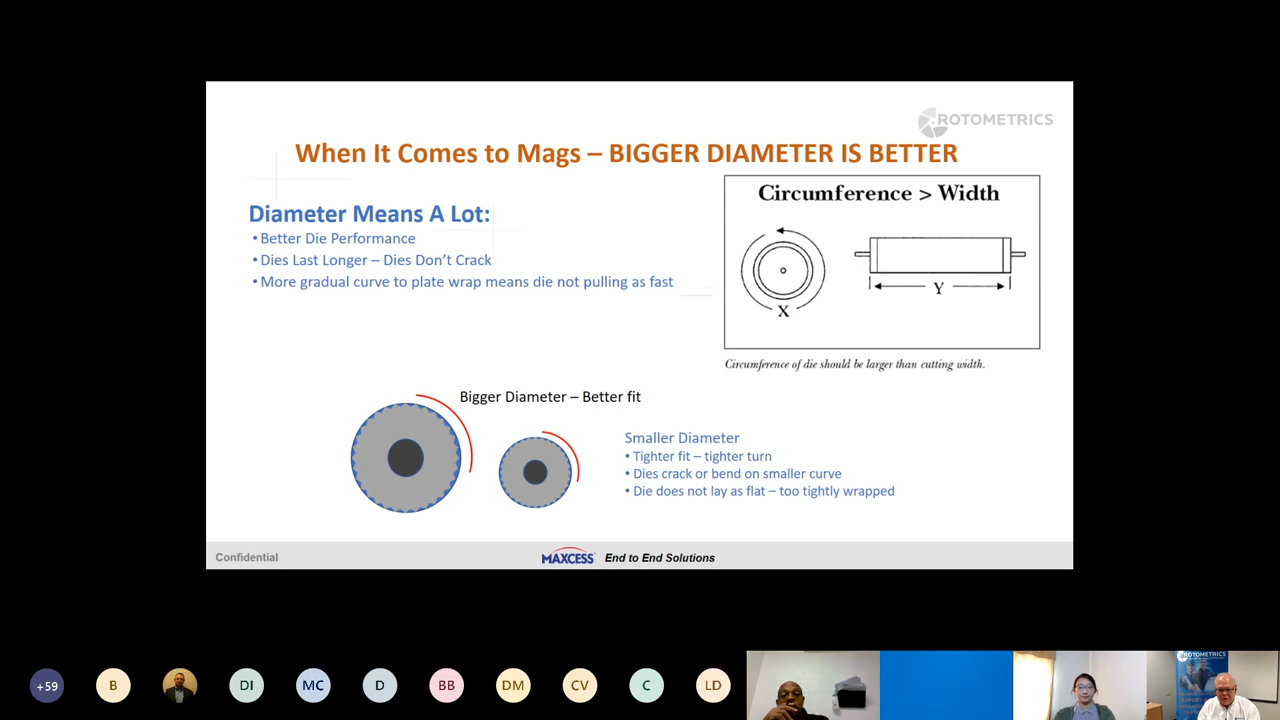 ROTOMETRICS
When It Comes to Mags – BIGGER DIAMETER IS BETTER
Diameter Means A Lot:
• Better Die Performance
• Dies Last Longer – Dies Don't Crack
• More gradual curve to plate wrap means die not pulling as fast
Circumference > Width
X
Y
Circumference of die should be larger than cutting width.
Bigger Diameter – Better fit
Smaller Diameter
• Tighter fit – tighter turn
• Dies crack or bend on smaller curve
• Die does not lay as flat – too tightly wrapped
Confidential
MAXCESS End to End Solutions
+59
B
DI
MC
D
BB
DM
CV
C
LD
ROTOMETRICS